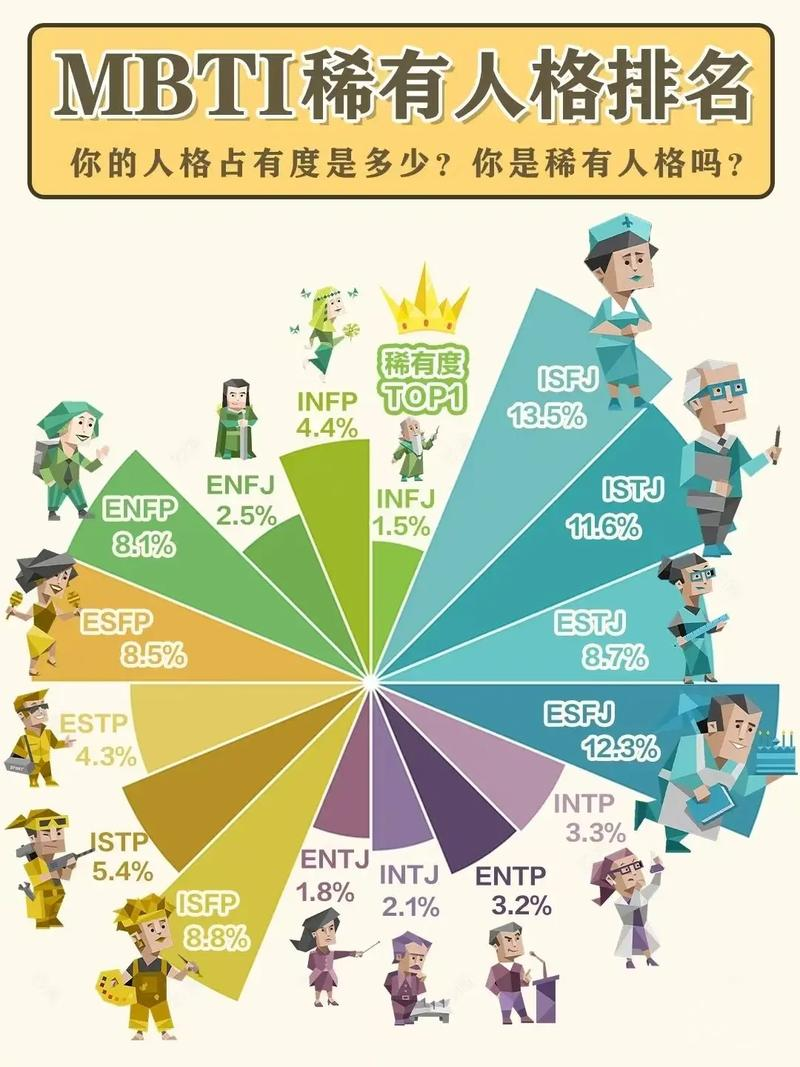 MBTI稀有人格排名
你的人格占有度是多少？你是稀有人格吗？
稀有度
TOP1
INFP
4.4%
INFJ
1.5%
ISFJ
13.5%
ISTJ
11.6%
ESTJ
8.7%
ESFJ
12.3%
INTP
3.3%
ENTP
3.2%
INTJ
2.1%
ENTJ
1.8%
ISFP
8.8%
ISTP
5.4%
ESTP
4.3%
ESFP
8.5%
ENFP
8.1%
ENFJ
2.5%